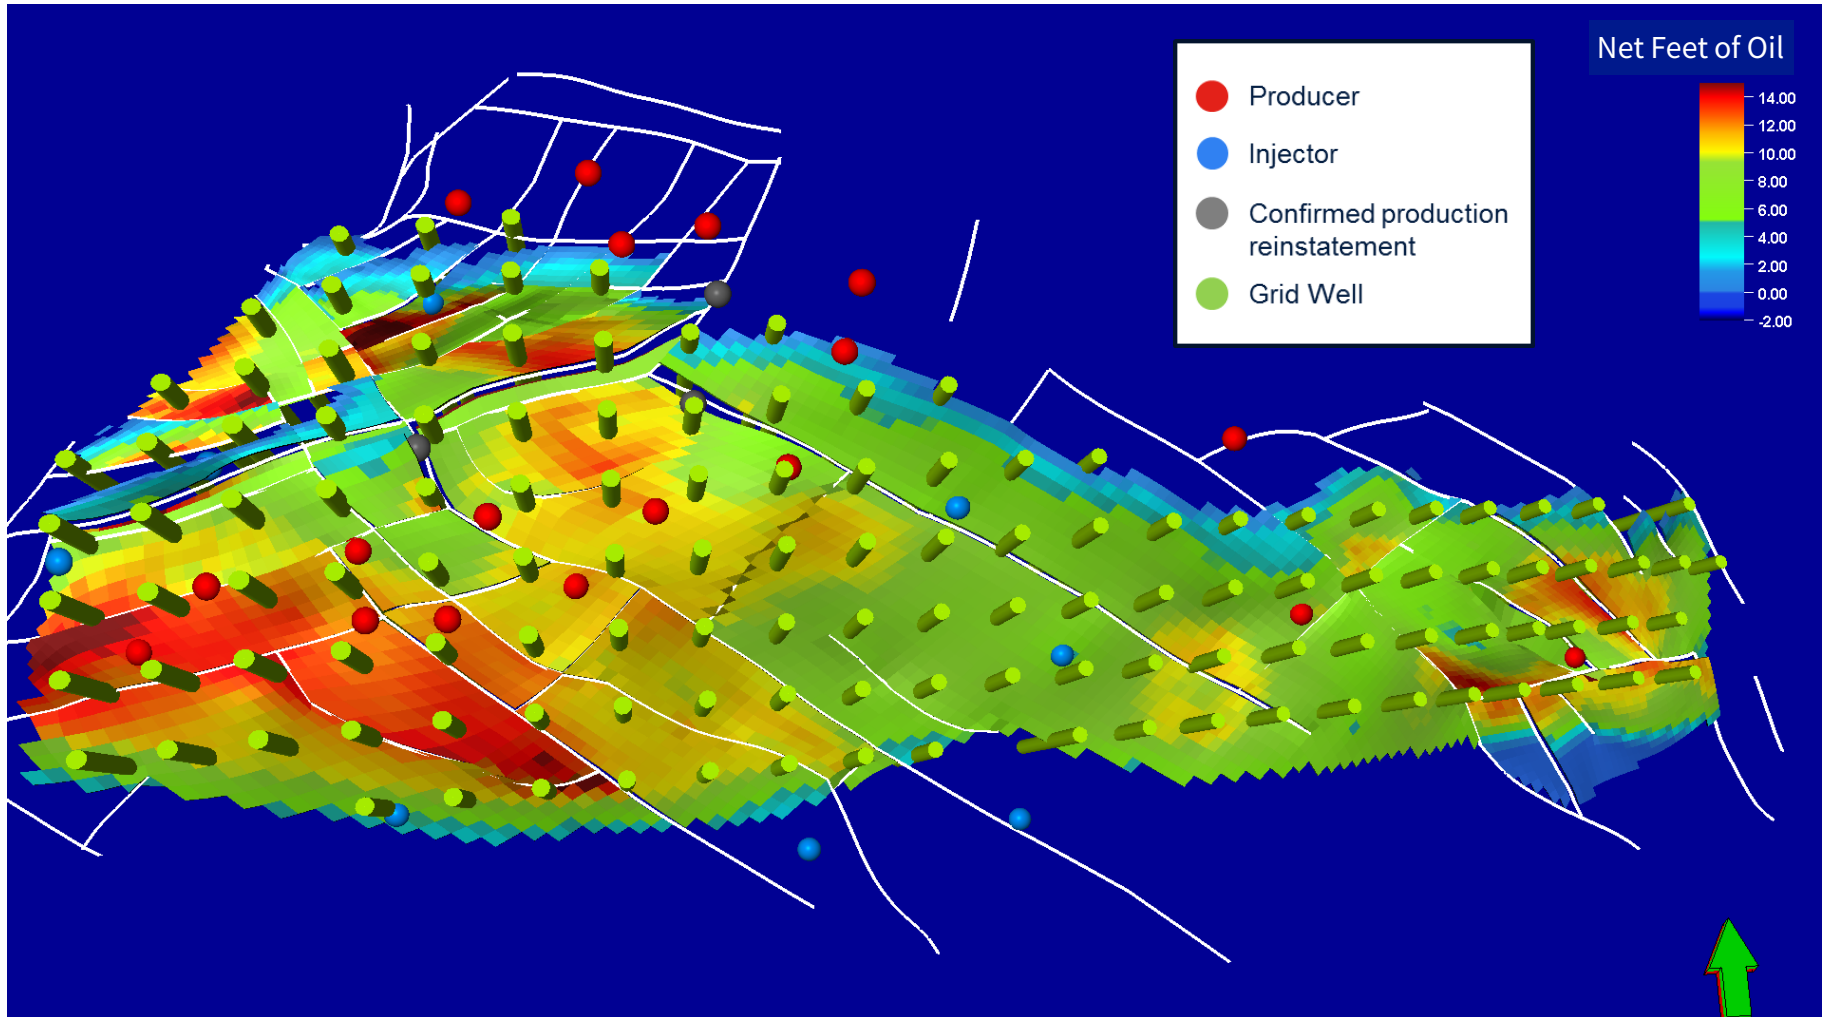 Net Feet of Oil
Producer
Injector
Confirmed production
reinstatement
Grid Well
14.00
12.00
10.00
8.00
6.00
4.00
2.00
0.00
-2.00